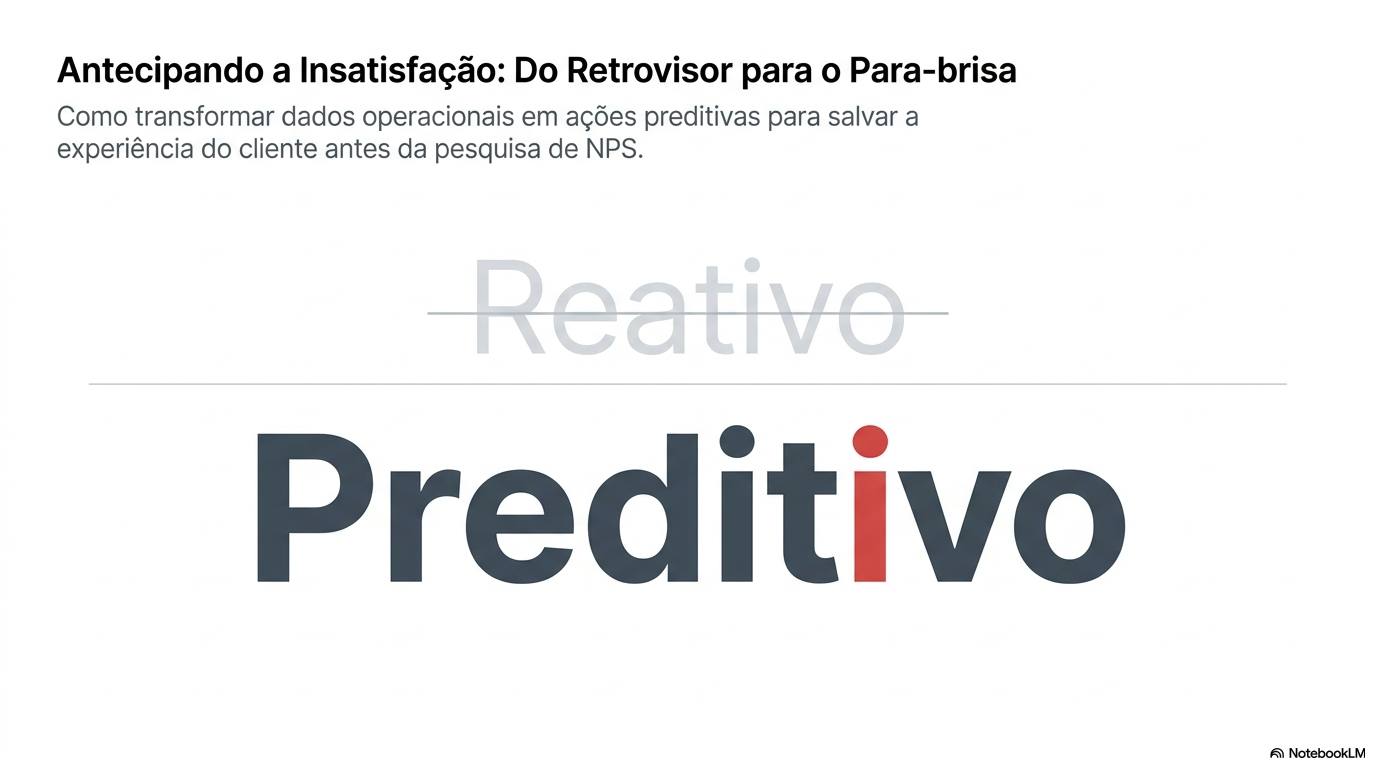 Antecipando a Insatisfação: Do Retrovisor para o Para-brisa
Como transformar dados operacionais em ações preditivas para salvar a
experiência do cliente antes da pesquisa de NPS.
Reativo
Preditivo
NotebookLM